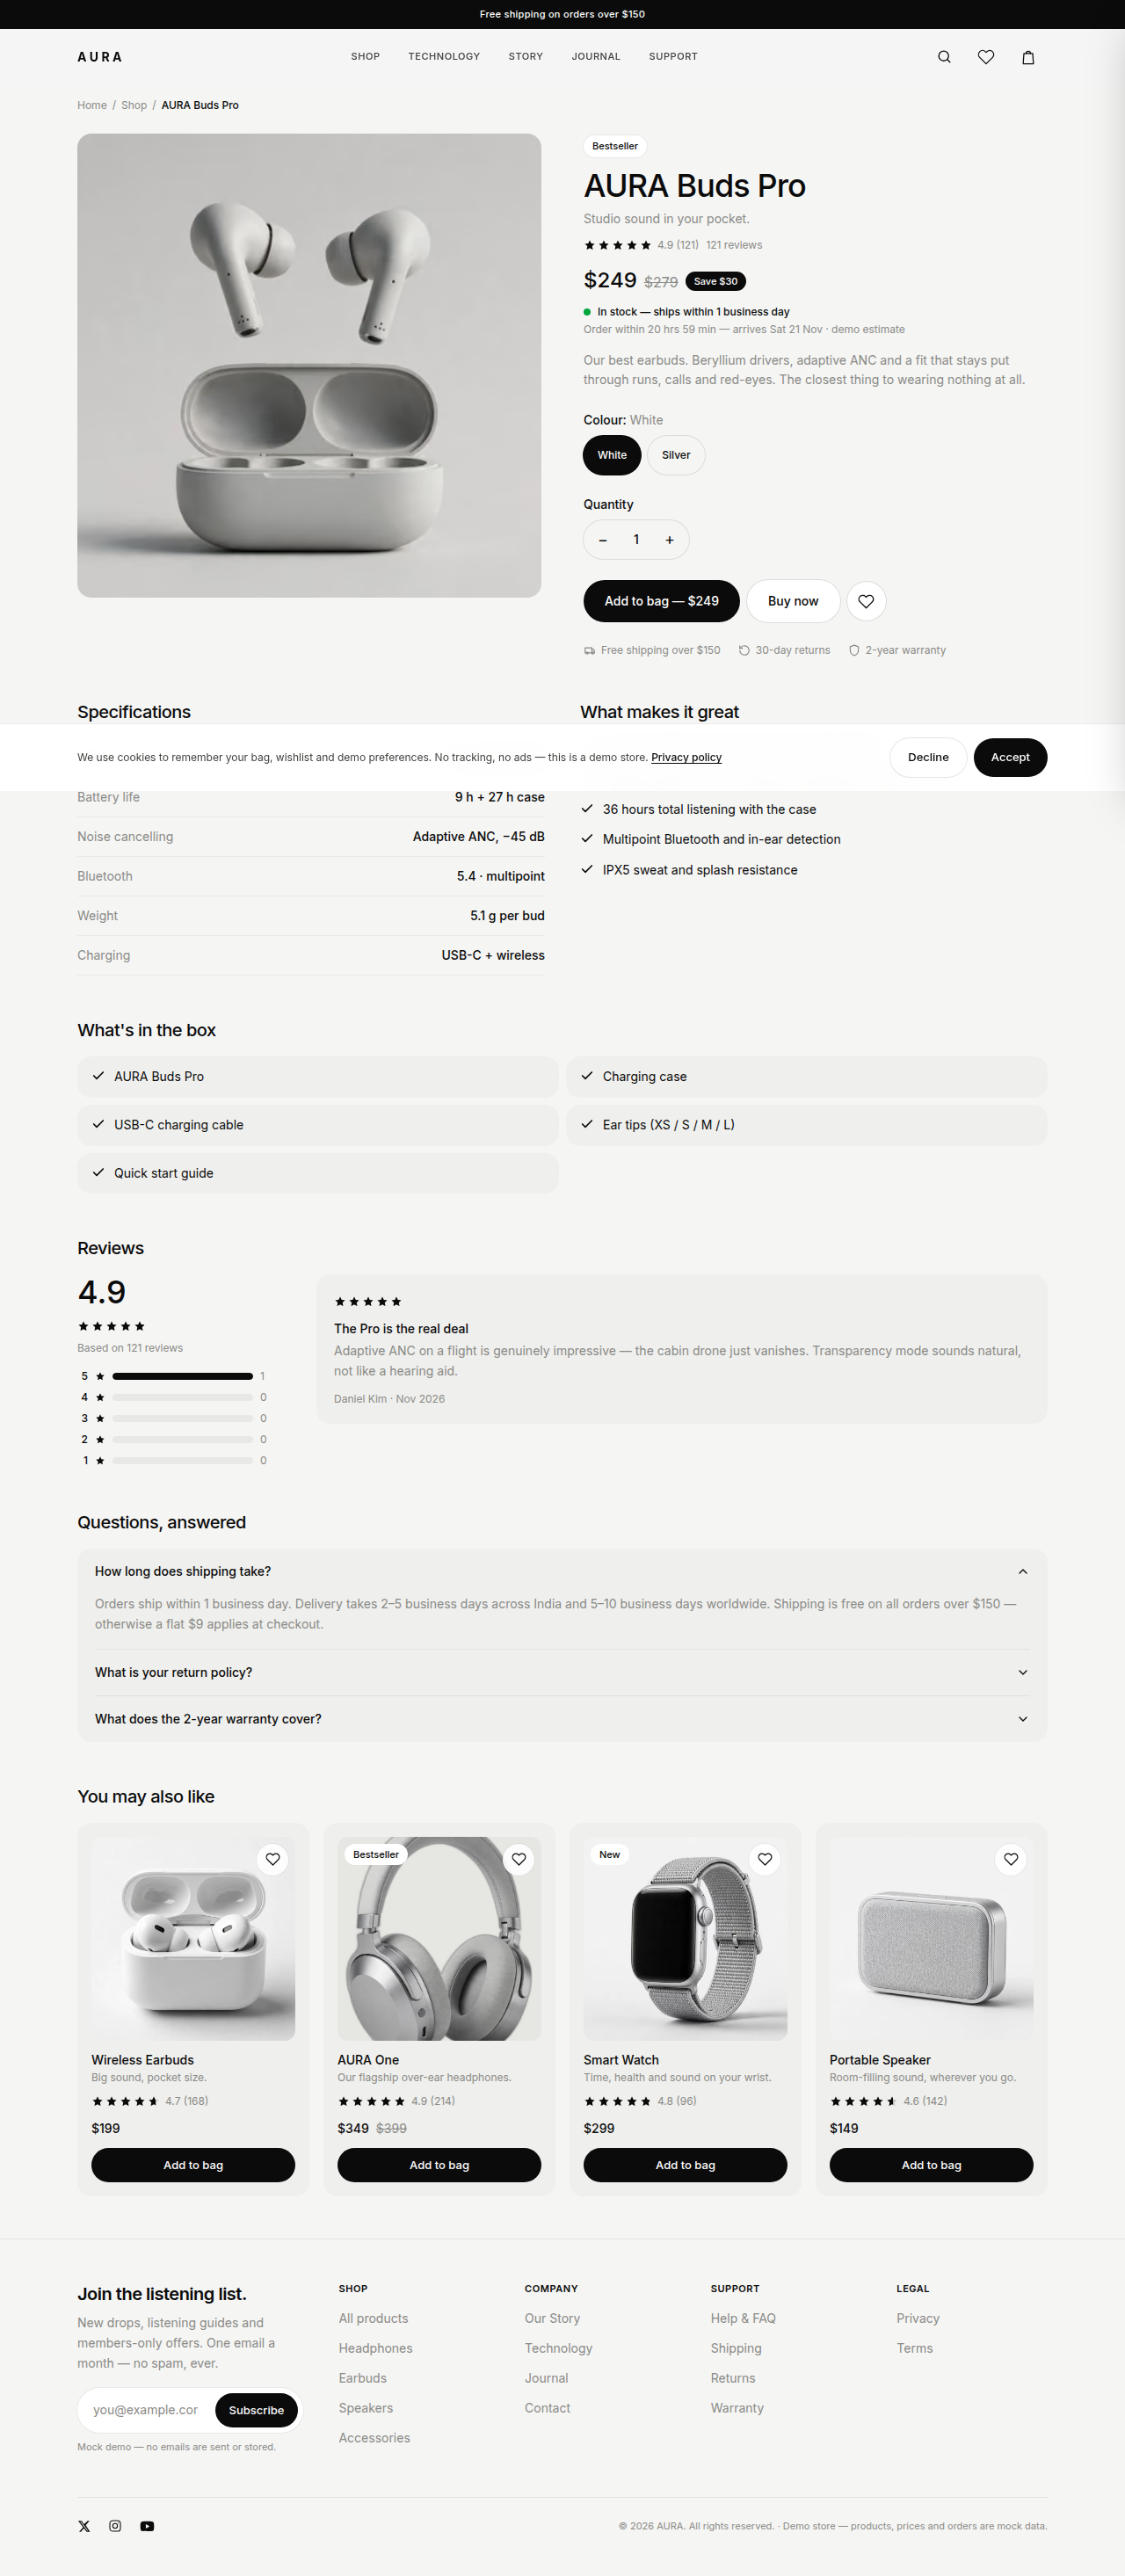 Free shipping on orders over $150
AURA
SHOP
TECHNOLOGY
STORY
JOURNAL
SUPPORT
Home / Shop / AURA Buds Pro
Bestseller
AURA Buds Pro
Studio sound in your pocket.
4.9 (121) 121 reviews
$249 $279 Save $30
In stock — ships within 1 business day
Order within 20 hrs 59 min — arrives Sat 21 Nov · demo estimate
Our best earbuds. Beryllium drivers, adaptive ANC and a fit that stays put
through runs, calls and red-eyes. The closest thing to wearing nothing at all.
Colour: White
White
Silver
Quantity
− 1 +
Add to bag — $249
Buy now
Free shipping over $150
30-day returns
2-year warranty
Specifications
We use cookies to remember your bag, wishlist and demo preferences. No tracking, no ads — this is a demo store. Privacy policy
Decline
Accept
Battery life 9 h + 27 h case
Noise cancelling Adaptive ANC, −45 dB
Bluetooth 5.4 · multipoint
Weight 5.1 g per bud
Charging USB-C + wireless
What makes it great
36 hours total listening with the case
Multipoint Bluetooth and in-ear detection
IPX5 sweat and splash resistance
What's in the box
AURA Buds Pro
Charging case
USB-C charging cable
Ear tips (XS / S / M / L)
Quick start guide
Reviews
4.9
Based on 121 reviews
5 1
4 0
3 0
2 0
1 0
The Pro is the real deal
Adaptive ANC on a flight is genuinely impressive — the cabin drone just vanishes. Transparency mode sounds natural,
not like a hearing aid.
Daniel Kim · Nov 2026
Questions, answered
How long does shipping take?
Orders ship within 1 business day. Delivery takes 2–5 business days across India and 5–10 business days worldwide. Shipping is free on all orders over $150 —
otherwise a flat $9 applies at checkout.
What is your return policy?
What does the 2-year warranty cover?
You may also like
Wireless Earbuds
Big sound, pocket size.
4.7 (168)
$199
Add to bag
Bestseller
AURA One
Our flagship over-ear headphones.
4.9 (214)
$349 $399
Add to bag
New
Smart Watch
Time, health and sound on your wrist.
4.8 (96)
$299
Add to bag
Portable Speaker
Room-filling sound, wherever you go.
4.6 (142)
$149
Add to bag
Join the listening list.
New drops, listening guides and
members-only offers. One email a
month — no spam, ever.
you@example.cor
Subscribe
Mock demo — no emails are sent or stored.
SHOP
All products
Headphones
Earbuds
Speakers
Accessories
COMPANY
Our Story
Technology
Journal
Contact
SUPPORT
Help & FAQ
Shipping
Returns
Warranty
LEGAL
Privacy
Terms
© 2026 AURA. All rights reserved. · Demo store — products, prices and orders are mock data.